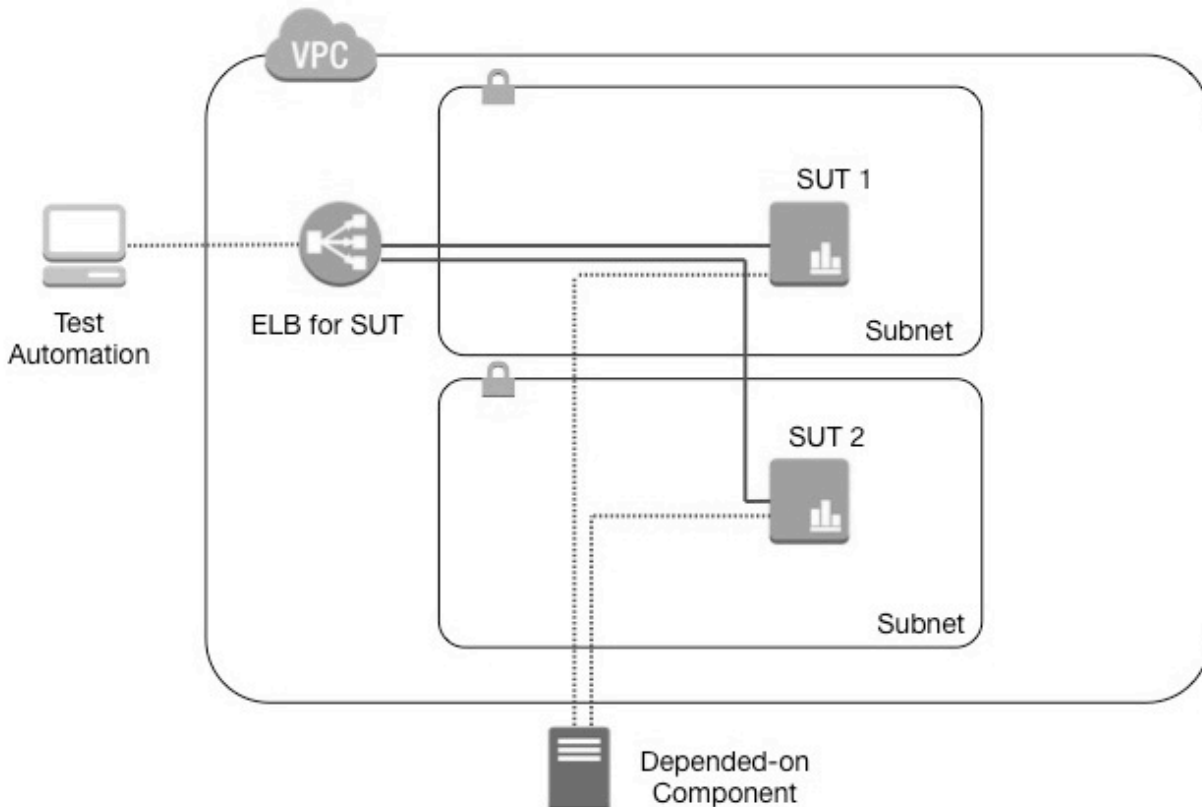 VPC
SUT 1
Test
Automation
ELB for SUT
Subnet
SUT 2
Subnet
Depended-on
Component